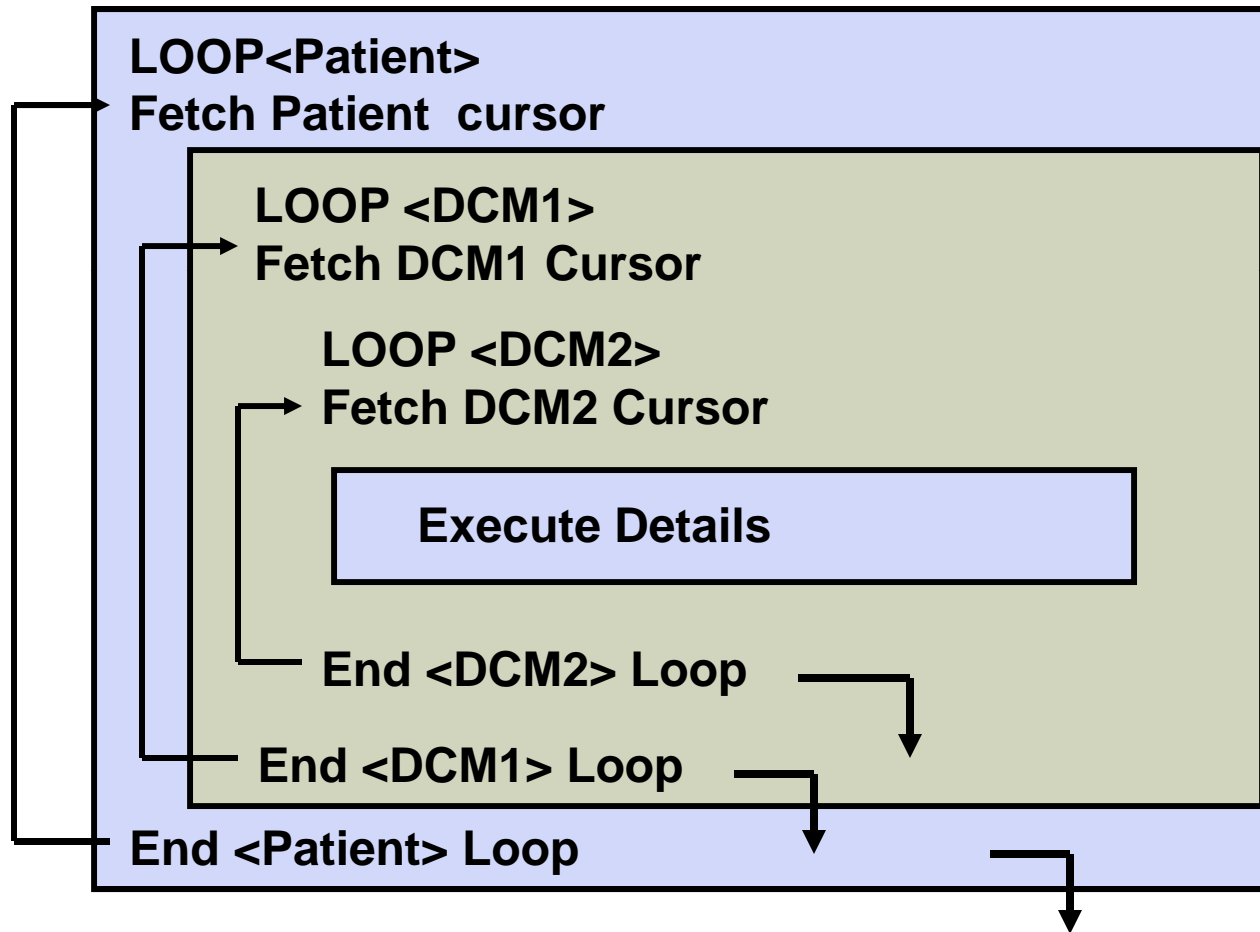 LOOP<Patient>
Fetch Patient  cursor
LOOP <DCM1>
Fetch DCM1 Cursor
LOOP <DCM2>
Fetch DCM2 Cursor
Execute Details
End <DCM2> Loop
End <DCM1> Loop
End <Patient> Loop